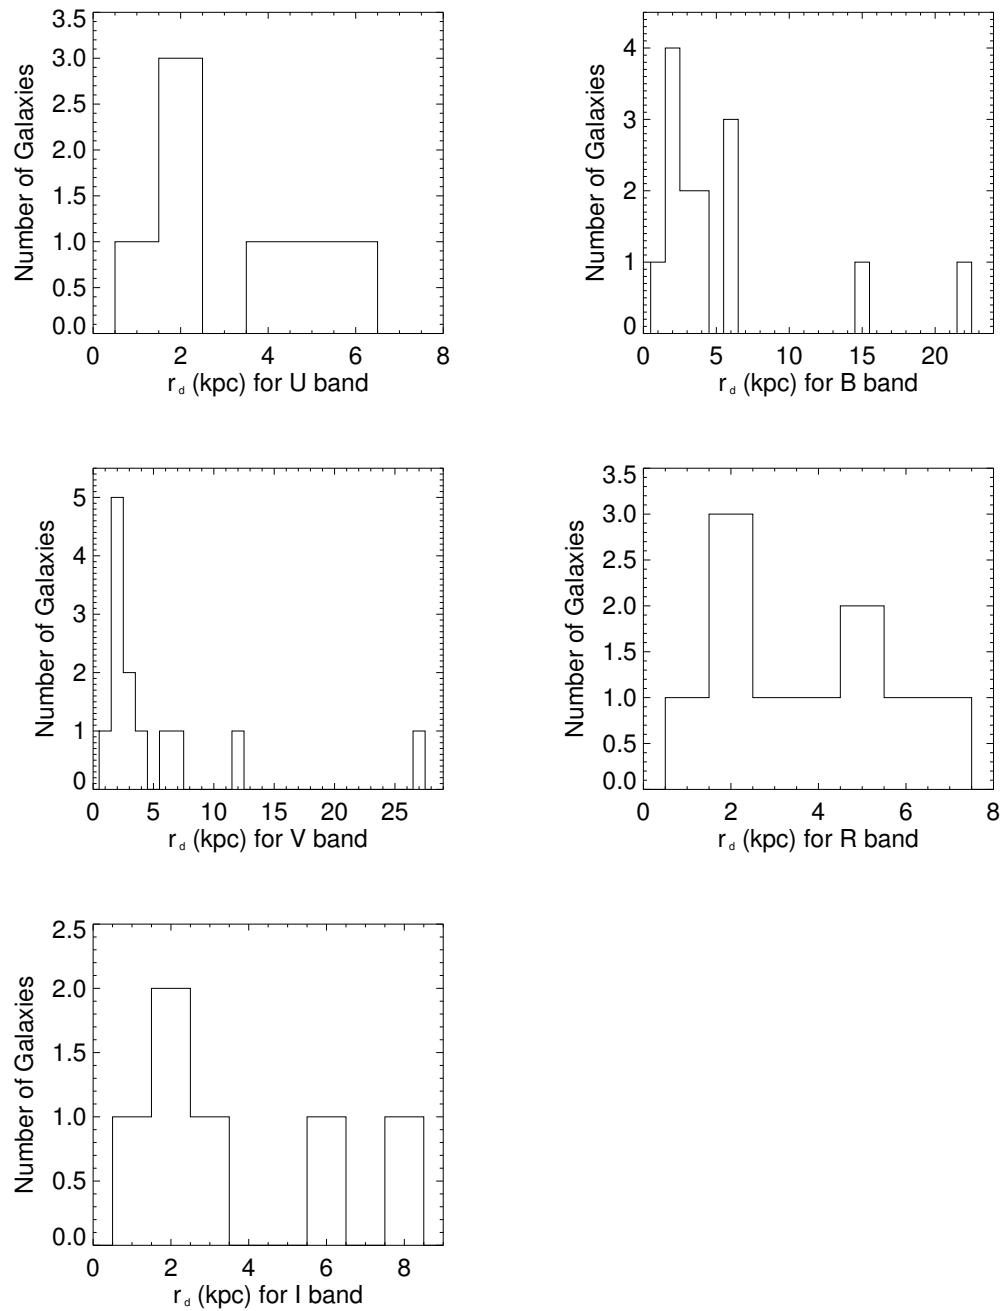 3.5
3.0
2.5
2.0
1.5
1.0
0.5
0.0
Number of Galaxies
0 2 4 6 8
r_d (kpc) for U band
4
3
2
1
0
Number of Galaxies
0 5 10 15 20
r_d (kpc) for B band
5
4
3
2
1
0
Number of Galaxies
0 5 10 15 20 25
r_d (kpc) for V band
3.5
3.0
2.5
2.0
1.5
1.0
0.5
0.0
Number of Galaxies
0 2 4 6 8
r_d (kpc) for R band
2.5
2.0
1.5
1.0
0.5
0.0
Number of Galaxies
0 2 4 6 8
r_d (kpc) for I band